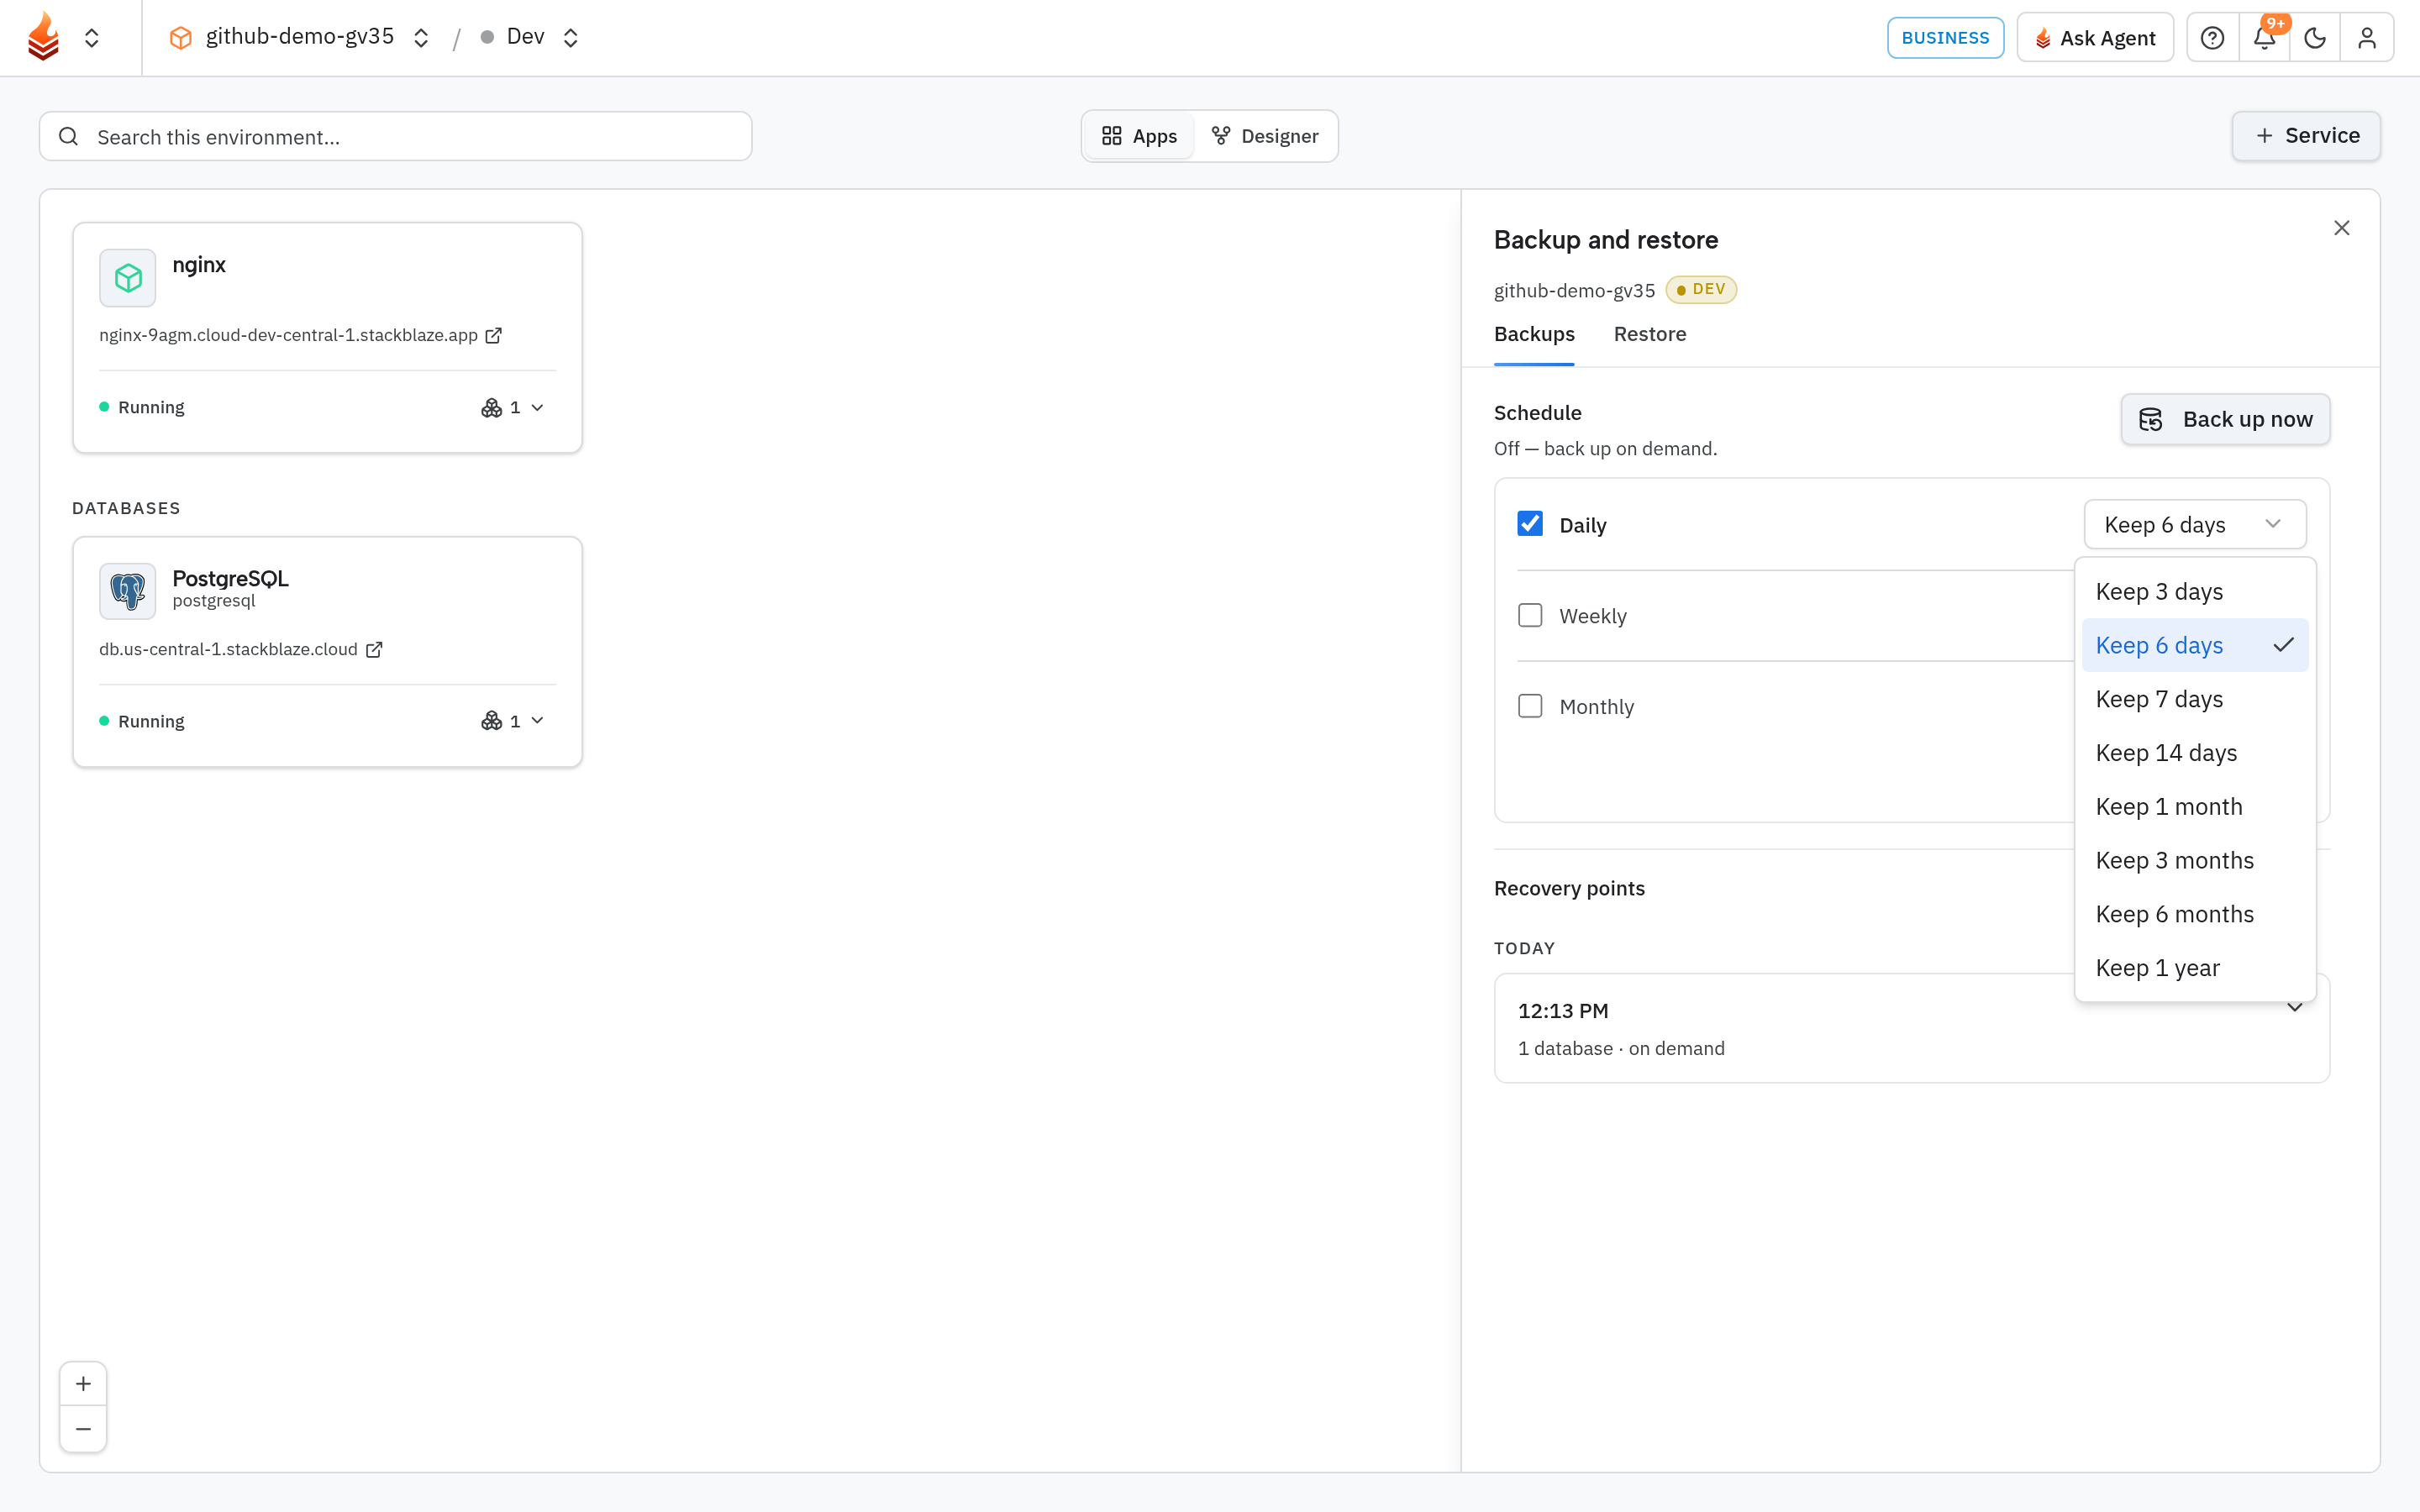 github-demo-gv35 / Dev
BUSINESS
Ask Agent
9+
Search this environment...
Apps
Designer
+ Service
nginx
nginx-9agm.cloud-dev-central-1.stackblaze.app
Running
1
DATABASES
PostgreSQL
postgresql
db.us-central-1.stackblaze.cloud
Running
1
Backup and restore
github-demo-gv35
DEV
Backups
Restore
Schedule
Off — back up on demand.
Back up now
Daily
Keep 6 days
Weekly
Monthly
Keep 3 days
Keep 6 days
Keep 7 days
Keep 14 days
Keep 1 month
Keep 3 months
Keep 6 months
Keep 1 year
Recovery points
TODAY
12:13 PM
1 database · on demand